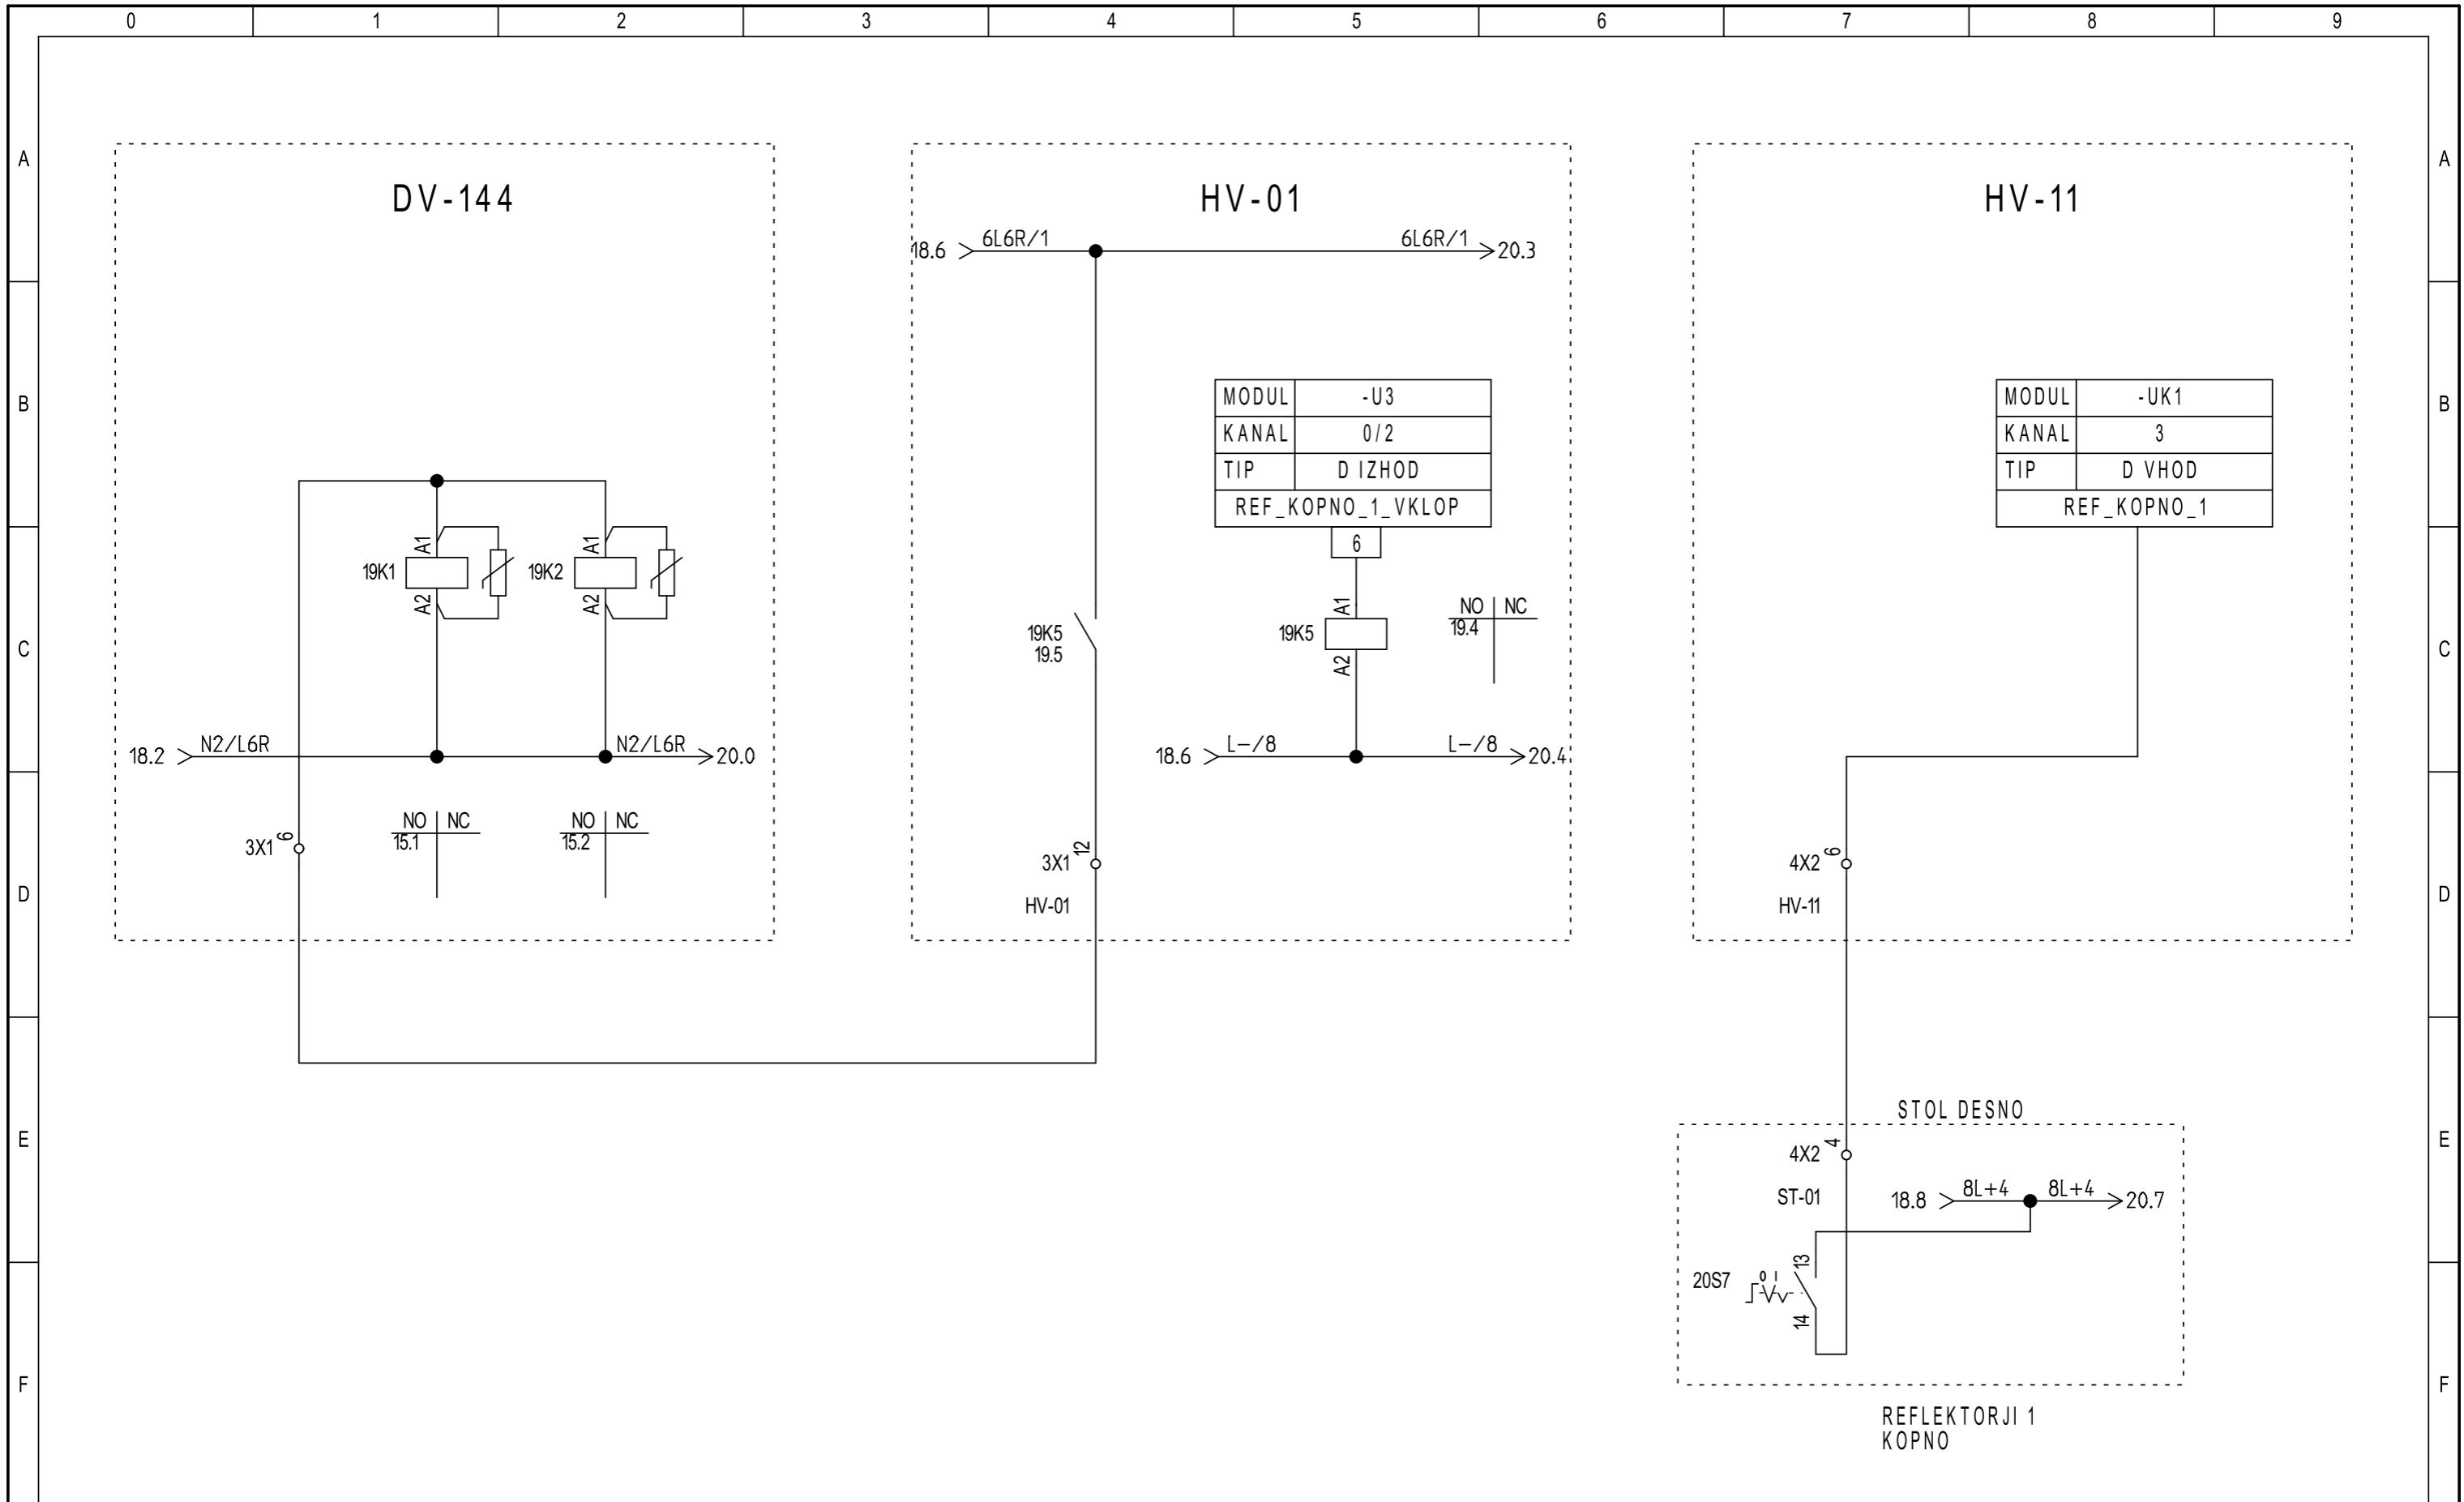 0 1 2 3 4 5 6 7 8 9
A A
DV-144 HV-01 HV-11
18.6 6L6R/1 6L6R/1 20.3
B B
MODUL -U3
KANAL 0/2
TIP D IZHOD
REF_KOPNO_1_VKLOP
6
MODUL -UK1
KANAL 3
TIP D VHOD
REF_KOPNO_1
19K1 A1 A2
19K2 A1 A2
C C
19K5
19.5
19K5 A1 A2
NO NC
19.4
18.2 N2/L6R N2/L6R 20.0
18.6 L-/8 L-/8 20.4
NO NC
15.1
NO NC
15.2
3X1 6
3X1 12
HV-01
4X2 6
HV-11
D D
STOL DESNO
E E
4X2 4
ST-01
18.8 8L+4 8L+4 20.7
20S7 0 I 13 14
F F
REFLEKTORJI 1
KOPNO